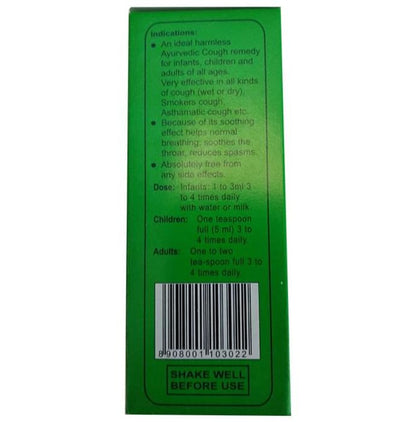 Indications:
• An ideal harmless
Ayurvedic Cough remedy
for infants, children and
adults of all ages.
Very effective in all kinds
of cough (wet or dry),
Smokers cough,
Asthamatic cough etc.
• Because of its soothing
effect helps normal
breathing, soothes the
throat, reduces spasms.
• Absolutely free from
any side effects.
Dose: Infants: 1 to 3ml 3
to 4 times daily
with water or milk
Children: One teaspoon
full (5 ml) 3 to
4 times daily.
Adults: One to two
tea-spoon full 3 to
4 times daily.
8908001103022
SHAKE WELL
BEFORE USE